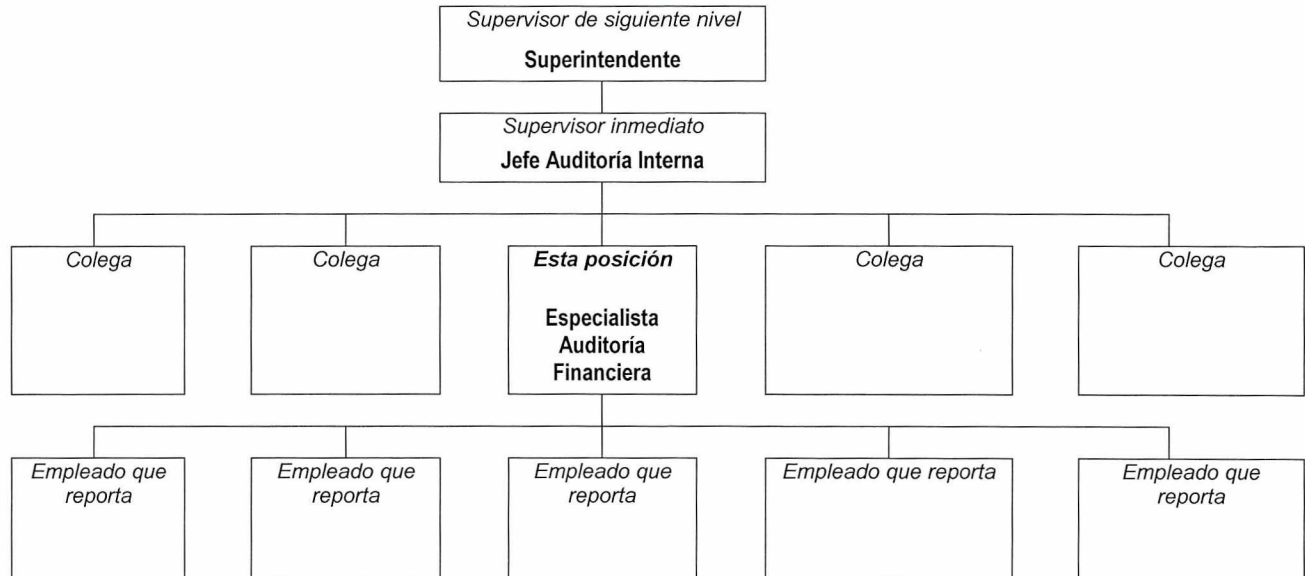 Supervisor de siguiente nivel
Superintendente
Supervisor inmediato
Jefe Auditoría Interna
Colega
Colega
Esta posición
Especialista
Auditoría
Financiera
Colega
Colega
Empleado que
reporta
Empleado que
reporta
Empleado que
reporta
Empleado que reporta
Empleado que
reporta